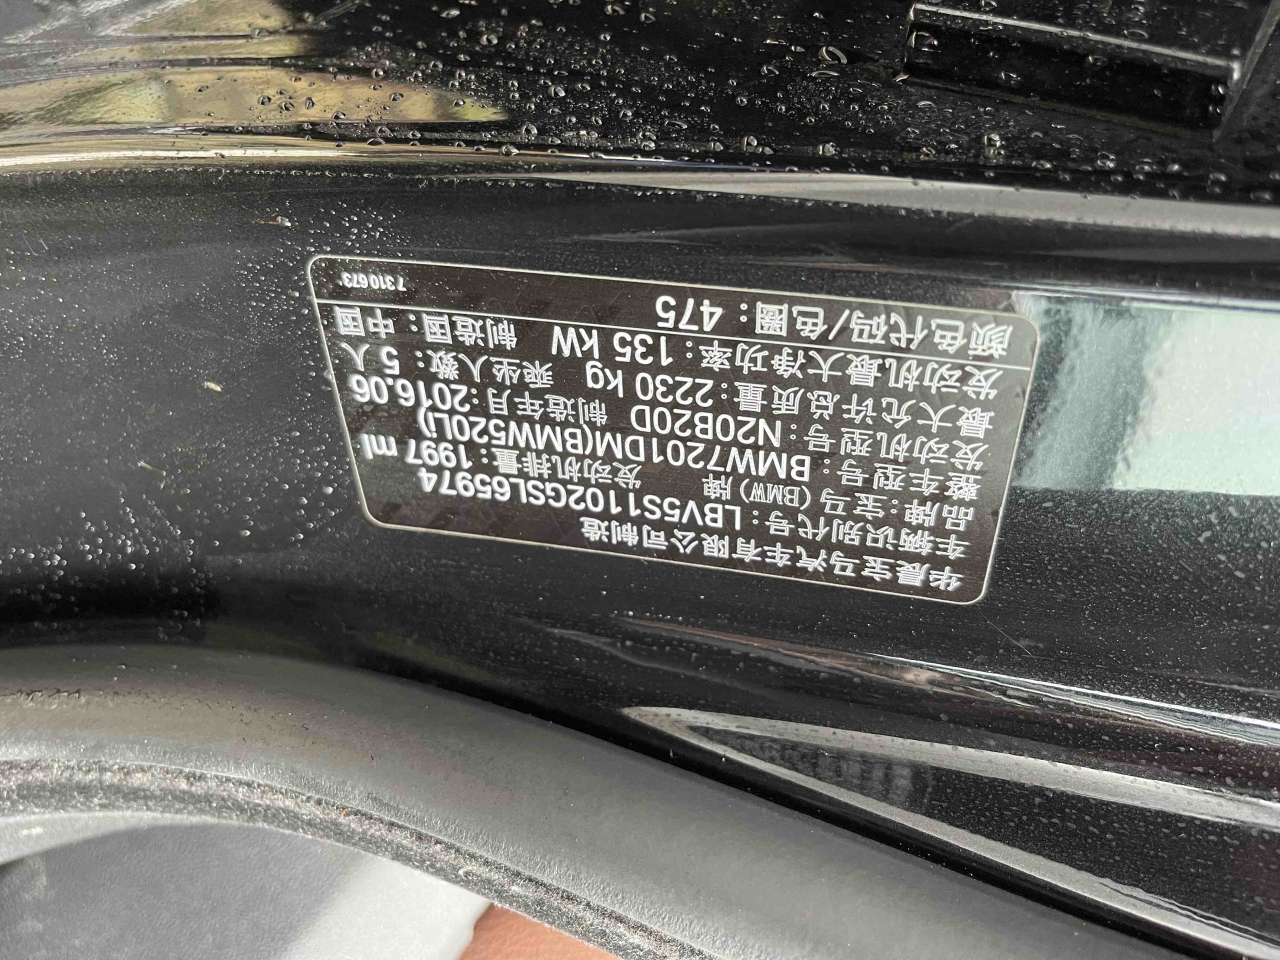 华晨宝马汽车有限公司制造
车辆识别代号：LBV5S1102GSL65974
品牌：宝马（BMW）牌 发动机排量：1997 ml
整车型号：BMW7201DM(BMW520L)
发动机型号：N20B20D 制造年月：2016.06
最大允许总质量：2230 kg 乘坐人数：5 人
发动机最大净功率：135 kW 制造国：中国
颜色代码/色圈：475
7310673